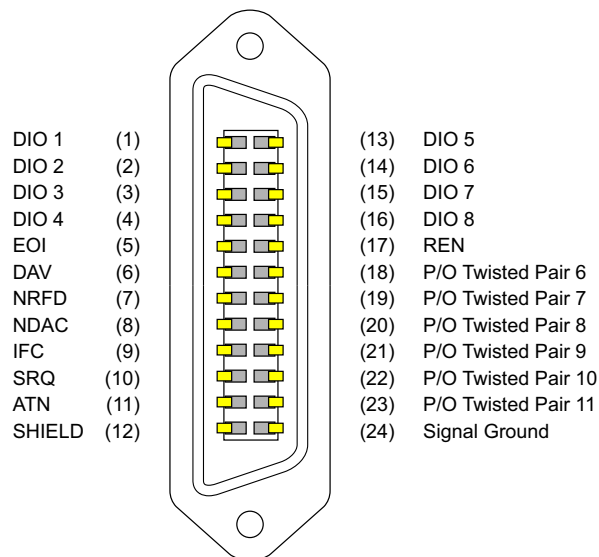 DIO 1 (1) (13) DIO 5
DIO 2 (2) (14) DIO 6
DIO 3 (3) (15) DIO 7
DIO 4 (4) (16) DIO 8
EOI (5) (17) REN
DAV (6) (18) P/O Twisted Pair 6
NRFD (7) (19) P/O Twisted Pair 7
NDAC (8) (20) P/O Twisted Pair 8
IFC (9) (21) P/O Twisted Pair 9
SRQ (10) (22) P/O Twisted Pair 10
ATN (11) (23) P/O Twisted Pair 11
SHIELD (12) (24) Signal Ground